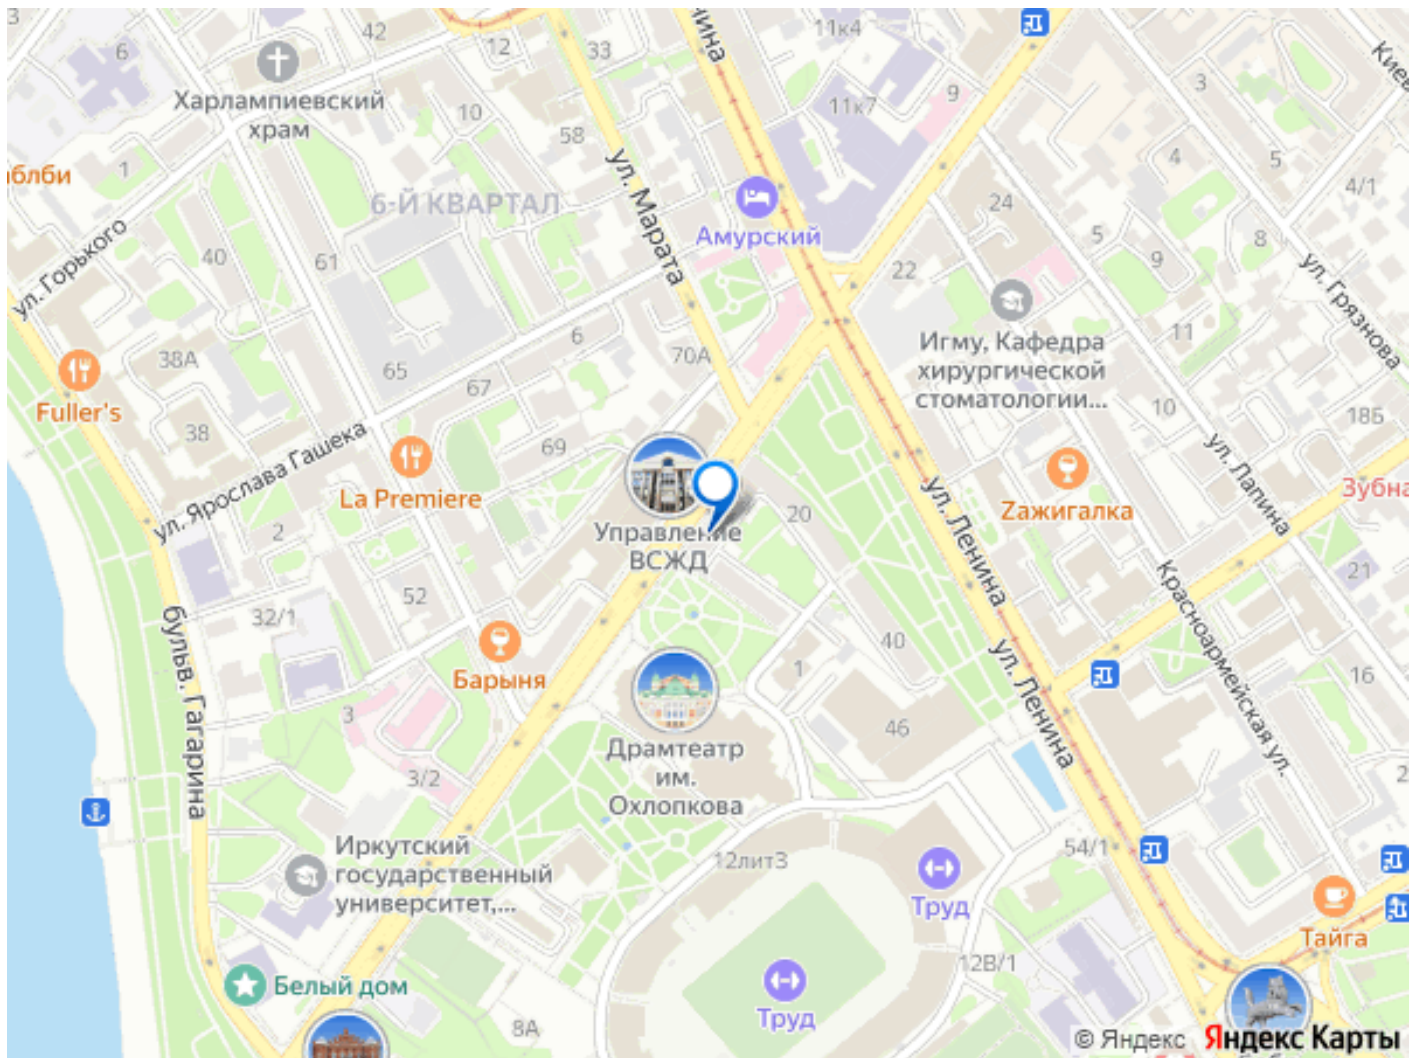 42
12
33
НИНА
11к4
6
Харлампиевский
храм
10
58
11к7
9
3
Киев
4
5
4/1
блби
1
6-Й КВАРТАЛ
ул. Марата
Амурский
24
ул. Горького
40
61
22
5
9
8
ул. Грязнова
38А
65
6
67
70А
Игму, Кафедра
хирургической
стоматологии...
11
10
18Б
Fuller's
38
ул. Ярослава Гашека
La Premiere
69
ул. Ленина
Zажигалка
ул. Лапина
Зубна
2
Управление
ВСЖД
20
21
32/1
52
Красноармейская ул.
бульв. Гагарина
Барыня
1
40
ул. Ленина
16
3
3/2
46
Драмтеатр
им.
Охлопкова
2
Иркутский
государственный
университет,...
12лит3
54/1
Труд
Тайга
Белый дом
Труд
12В/1
8А
© Яндекс Яндекс Карты